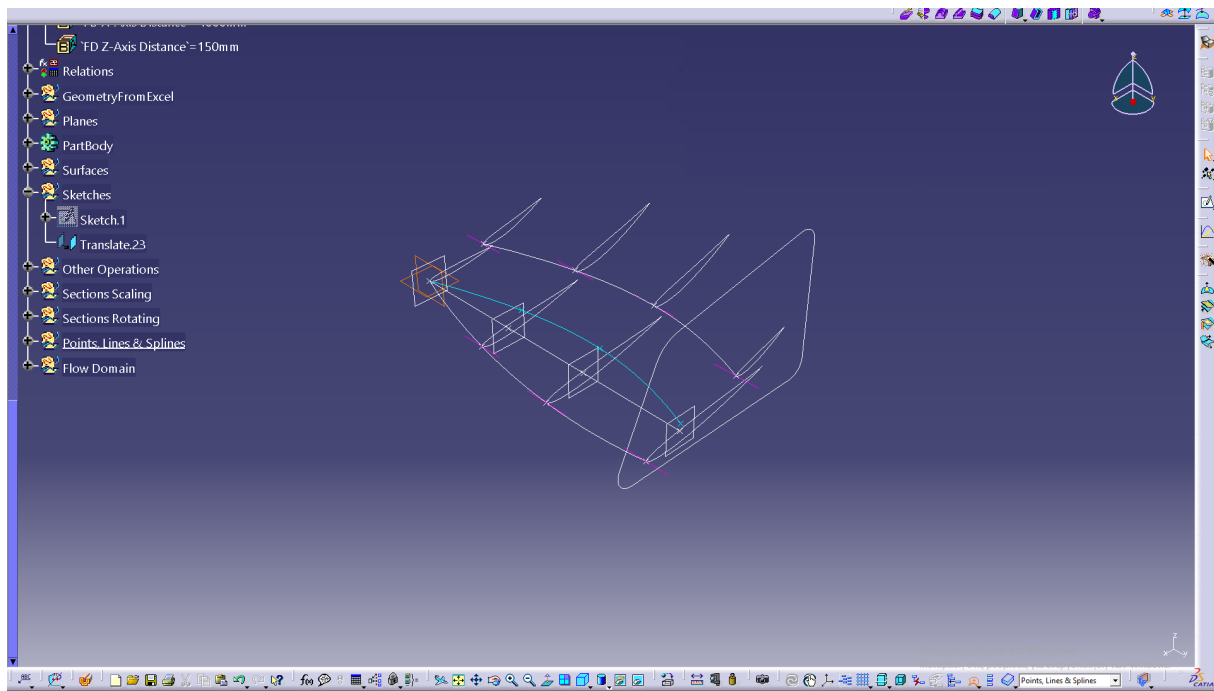 `FD Z-Axis Distance`=150mm
Relations
GeometryFromExcel
Planes
PartBody
Surfaces
Sketches
Sketch.1
Translate.23
Other Operations
Sections Scaling
Sections Rotating
Points, Lines & Splines
Flow Domain
z
x
y
Points, Lines & Splines
CATIA